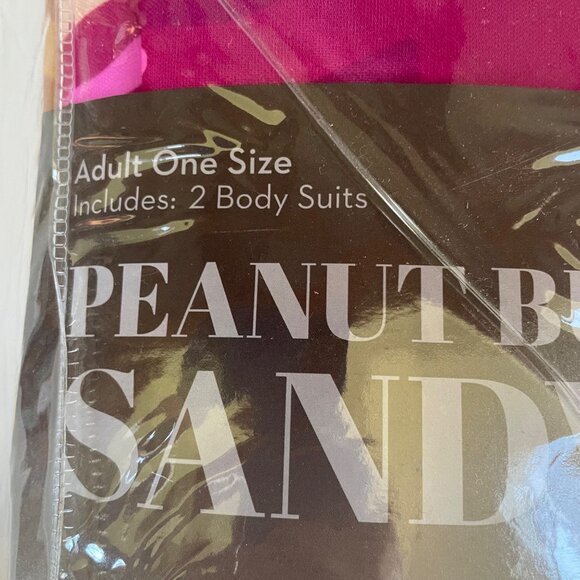 Adult One Size
Includes: 2 Body Suits
PEANUT B
SAND